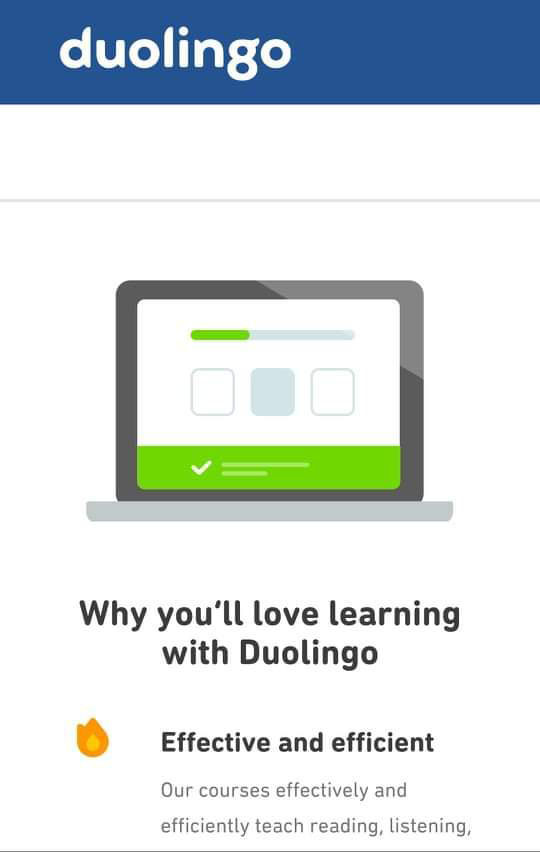 duolingo
Why you‘ll love learning
with Duolingo
Effective and efficient
Our courses effectively and
efficiently teach reading, listening,